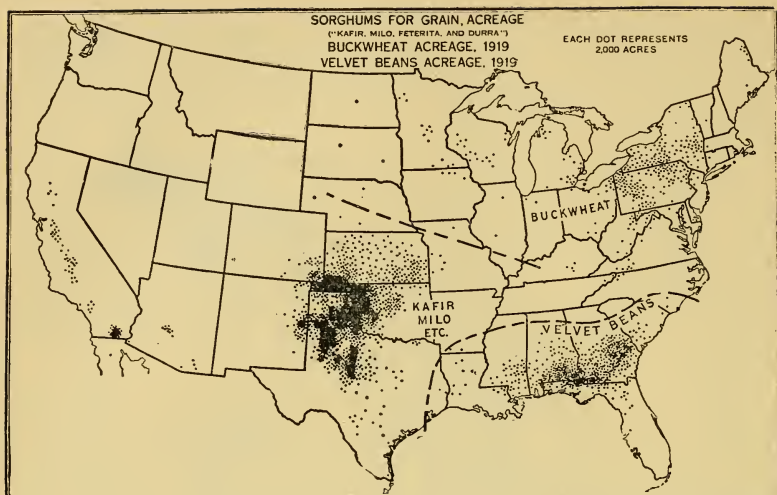 SORGHUMS FOR GRAIN, ACREAGE
("KAFIR, MILO, FETERITA, AND DURRA")
BUCKWHEAT ACREAGE, 1919
VELVET BEANS ACREAGE, 1919
EACH DOT REPRESENTS
2,000 ACRES
BUCKWHEAT
KAFIR
MILO
ETC.
VELVET BEANS